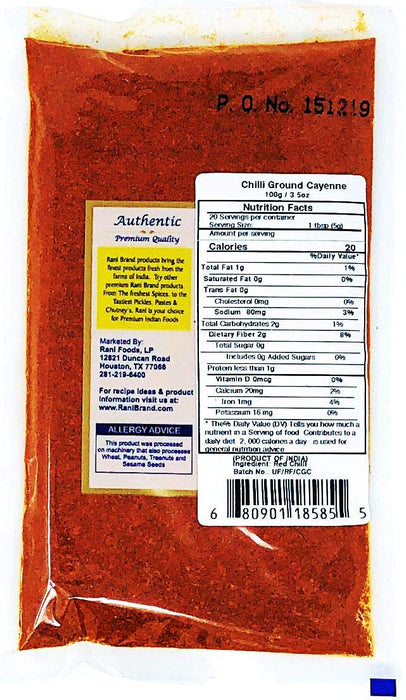 P. O. No. 151219
Chilli Ground Cayenne
100g / 3.5oz
Nutrition Facts
20 Servings per container
Serving Size 1 tbsp (5g)
Amount per serving
Calories 20
%Daily Value*
Total Fat 1g 1%
Saturated Fat 0g 0%
Trans Fat 0g
Cholesterol 0mg 0%
Sodium 80mg 3%
Total Carbohydrates 2g 1%
Dietary Fiber 2g 8%
Total Sugar 0g
Includes 0g Added Sugars 0%
Protein less than 1g
Vitamin D 0mcg 0%
Calcium 20mg 2%
Iron 1mg 4%
Potassium 16 mg 0%
* The% Daily Value (DV) Tells you how much a
nutrient in a Serving of food Contributes to a
daily diet. 2, 000 calories a day is used for
general nutrition advice
(PRODUCT OF INDIA)
Ingredient: Red Chilli
Batch No : UF/RF/CGC
6 80901 18585 5
Authentic
Premium Quality
Rani Brand products bring the
finest products fresh from the
farms of India. Try other
premium Rani Brand products
From The Freshest Spices, to the
Tastiest Pickles, Pastes &
Chutney's, Rani is your choice
for Premium Indian Foods
Marketed By:
Rani Foods, LP
12821 Duncan Road
Houston, TX 77066
281-219-6400
For recipe ideas & product
information visit us at:
www.RaniBrand.com
ALLERGY ADVICE
This product was processed
on machinery that also processes
Wheat, Peanuts, Treenuts and
Sesame Seeds